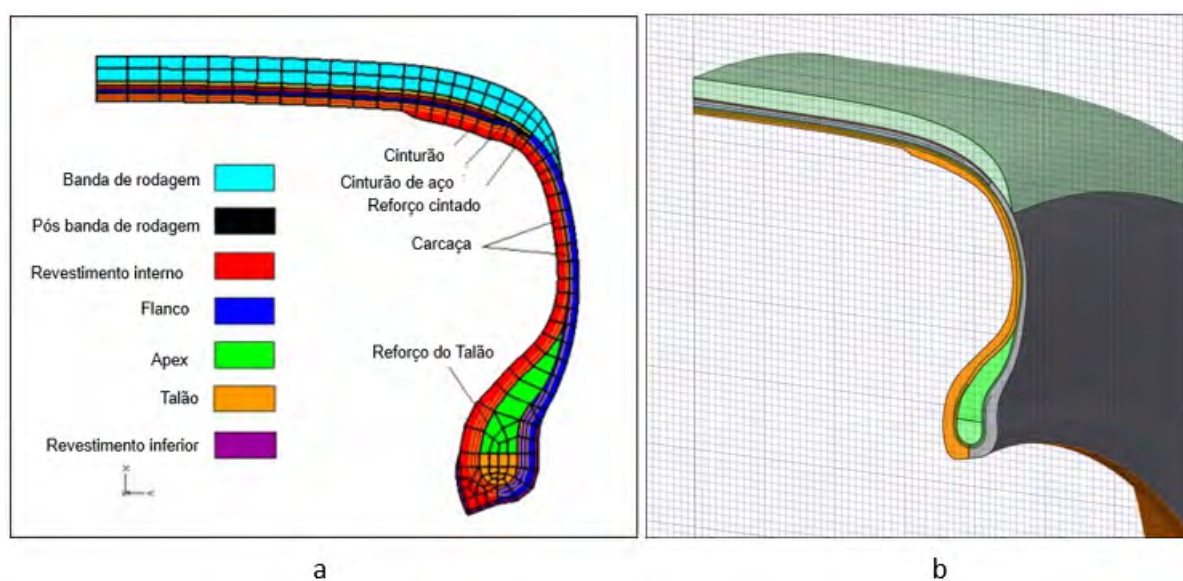 Cinturão
Cinturão de aço
Reforço cintado
Carcaça
Reforço do Talão
Banda de rodagem
Pós banda de rodagem
Revestimento interno
Flanco
Apex
Talão
Revestimento inferior
X
a
b